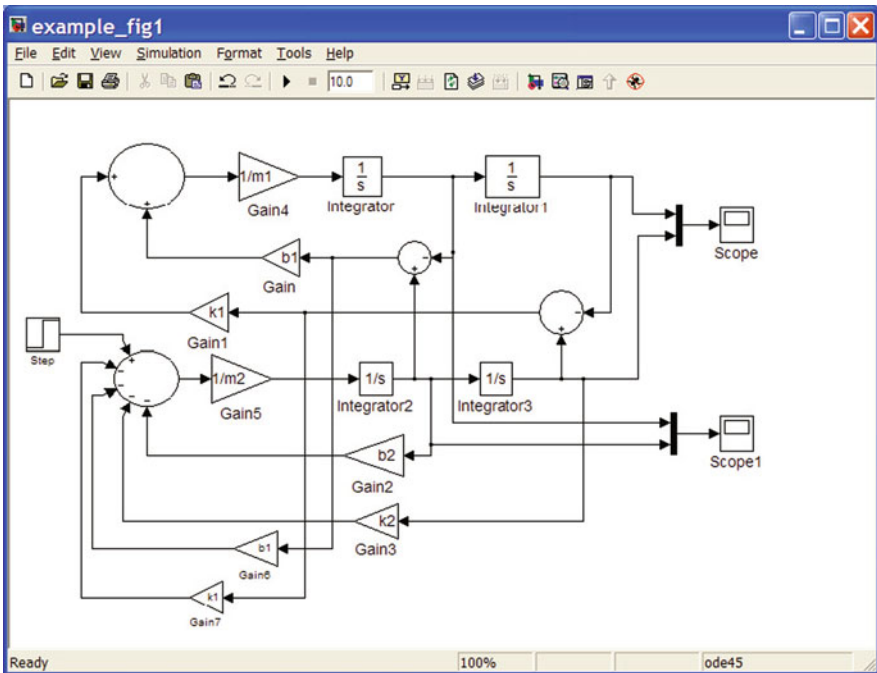 example_fig1
File Edit View Simulation Format Tools Help
10.0
+
+
1/m1
Gain4
1
s
Integrator
1
s
Integrator1
Scope
b1
Gain
-
+
k1
Gain1
-
+
Step
+
-
-
-
-
1/m2
Gain5
1/s
Integrator2
1/s
Integrator3
Scope1
b2
Gain2
k2
Gain3
b1
Gain6
k1
Gain7
Ready 100% ode45